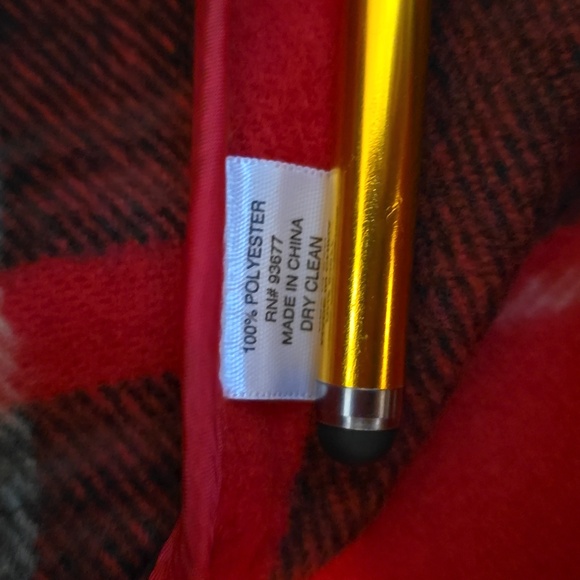 100% POLYESTER
RN# 93677
MADE IN CHINA
DRY CLEAN